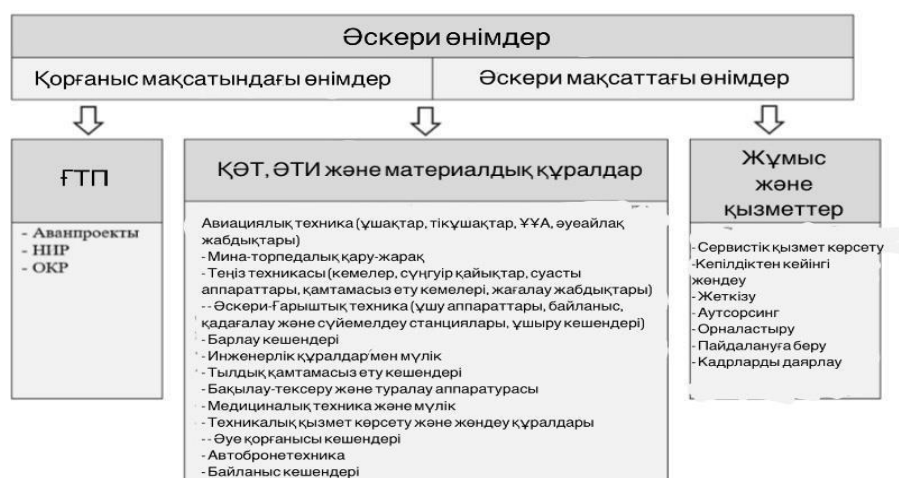 Әскери өнімдер
Қорғаныс мақсатындағы өнімдер
Әскери мақсаттағы өнімдер
ҒТП
- Аванпроекты
- НИР
- ОКР
ҚӘТ, ӘТИ және материалдық құралдар
Авиациялық техника (ұшақтар, тікұшақтар, ҰҰА, әуеайлақ
жабдықтары)
- Мина-торпедалық қару-жарақ
- Теңіз техникасы (кемелер, сүңгуір қайықтар, суасты
аппараттары, қамтамасыз ету кемелері, жағалау жабдықтары)
-- Әскери-Ғарыштық техника (ұшу аппараттары, байланыс,
қадағалау және сүйемелдеу станциялары, ұшыру кешендері)
- Барлау кешендері
- Инженерлік құралдар мен мүлік
- Тылдық қамтамасыз ету кешендері
- Бақылау-тексеру және туралау аппаратурасы
- Медициналық техника және мүлік
- Техникалық қызмет көрсету және жөндеу құралдары
-- Әуе қорғанысы кешендері
- Автобронетехника
- Байланыс кешендері
Жұмыс
және
қызметтер
- Сервистік қызмет көрсету
-Кепілдіктен кейінгі
жөндеу
- Жеткізу
- Аутсорсинг
- Орналастыру
- Пайдалануға беру
- Кадрларды даярлау